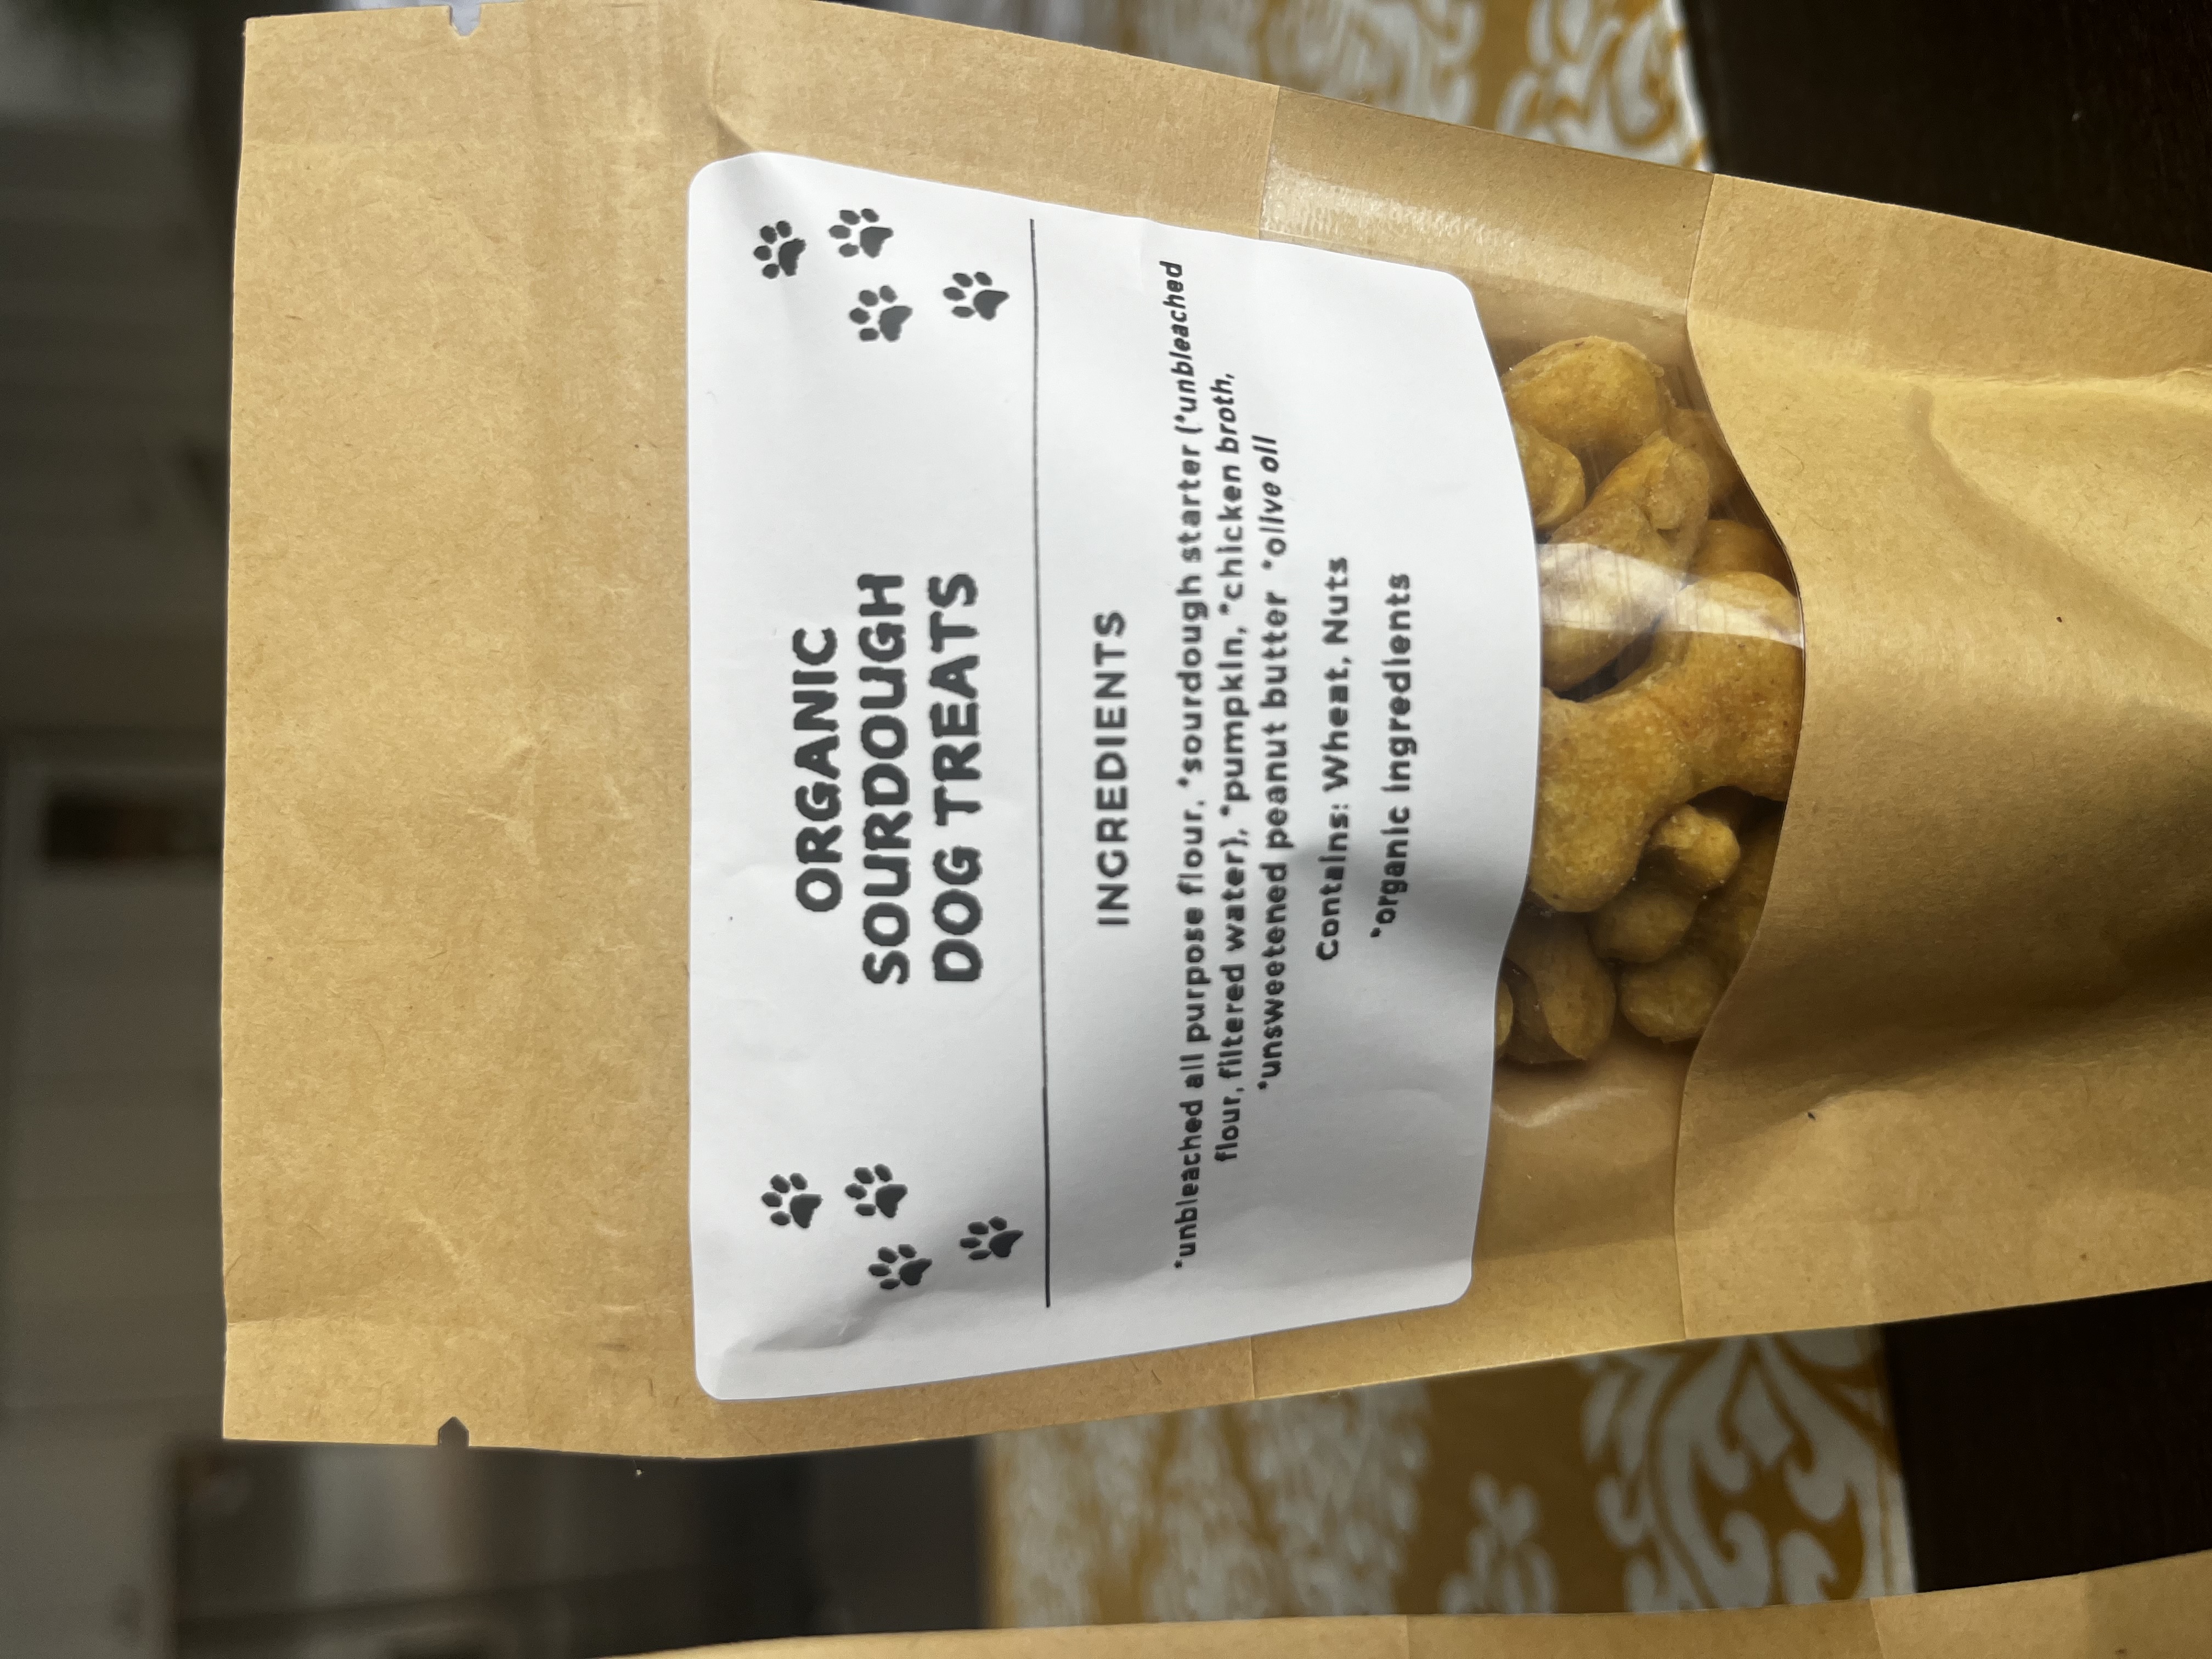 ORGANIC
SOURDOUGH
DOG TREATS
INGREDIENTS
*unbleached all purpose flour, *sourdough starter (*unbleached
flour, filtered water), *pumpkin, *chicken broth,
*unsweetened peanut butter *olive oil
Contains: Wheat, Nuts
*organic ingredients